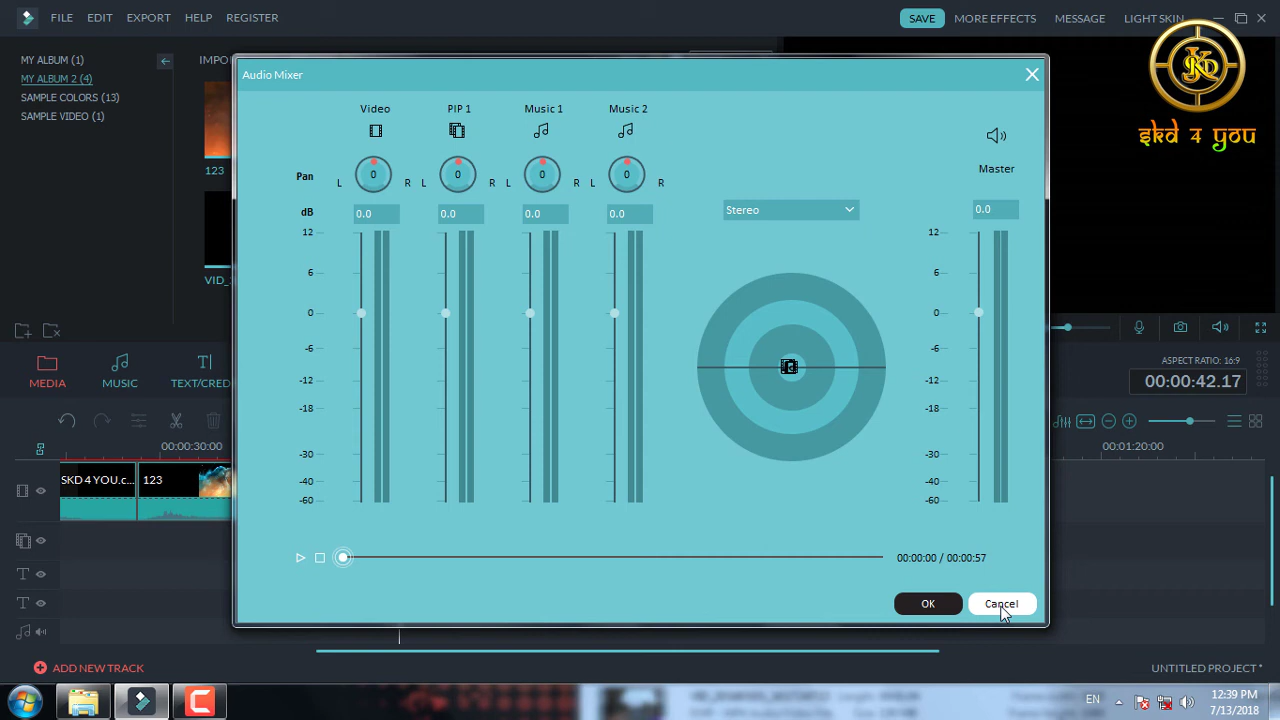 FILE EDIT EXPORT HELP REGISTER SAVE MORE EFFECTS MESSAGE LIGHT SKIN
MY ALBUM (1)
MY ALBUM 2 (4)
SAMPLE COLORS (13)
SAMPLE VIDEO (1)
IMPOR
123
VID_
SKD
skd 4 you
Audio Mixer
Video PIP 1 Music 1 Music 2
Master
Pan L 0 R L 0 R L 0 R L 0 R
dB 0.0 0.0 0.0 0.0 Stereo 0.0
12 12
6 6
0 0
-6 -6
-12 -12
-18 -18
-30 -30
-40 -40
-60 -60
00:00:00 / 00:00:57
OK Cancel
MEDIA MUSIC TEXT/CRED
ASPECT RATIO: 16:9
00:00:42.17
00:00:30:00 00:01:20:00
SKD 4 YOU.c... 123
ADD NEW TRACK UNTITLED PROJECT *
EN 12:39 PM
7/13/2018